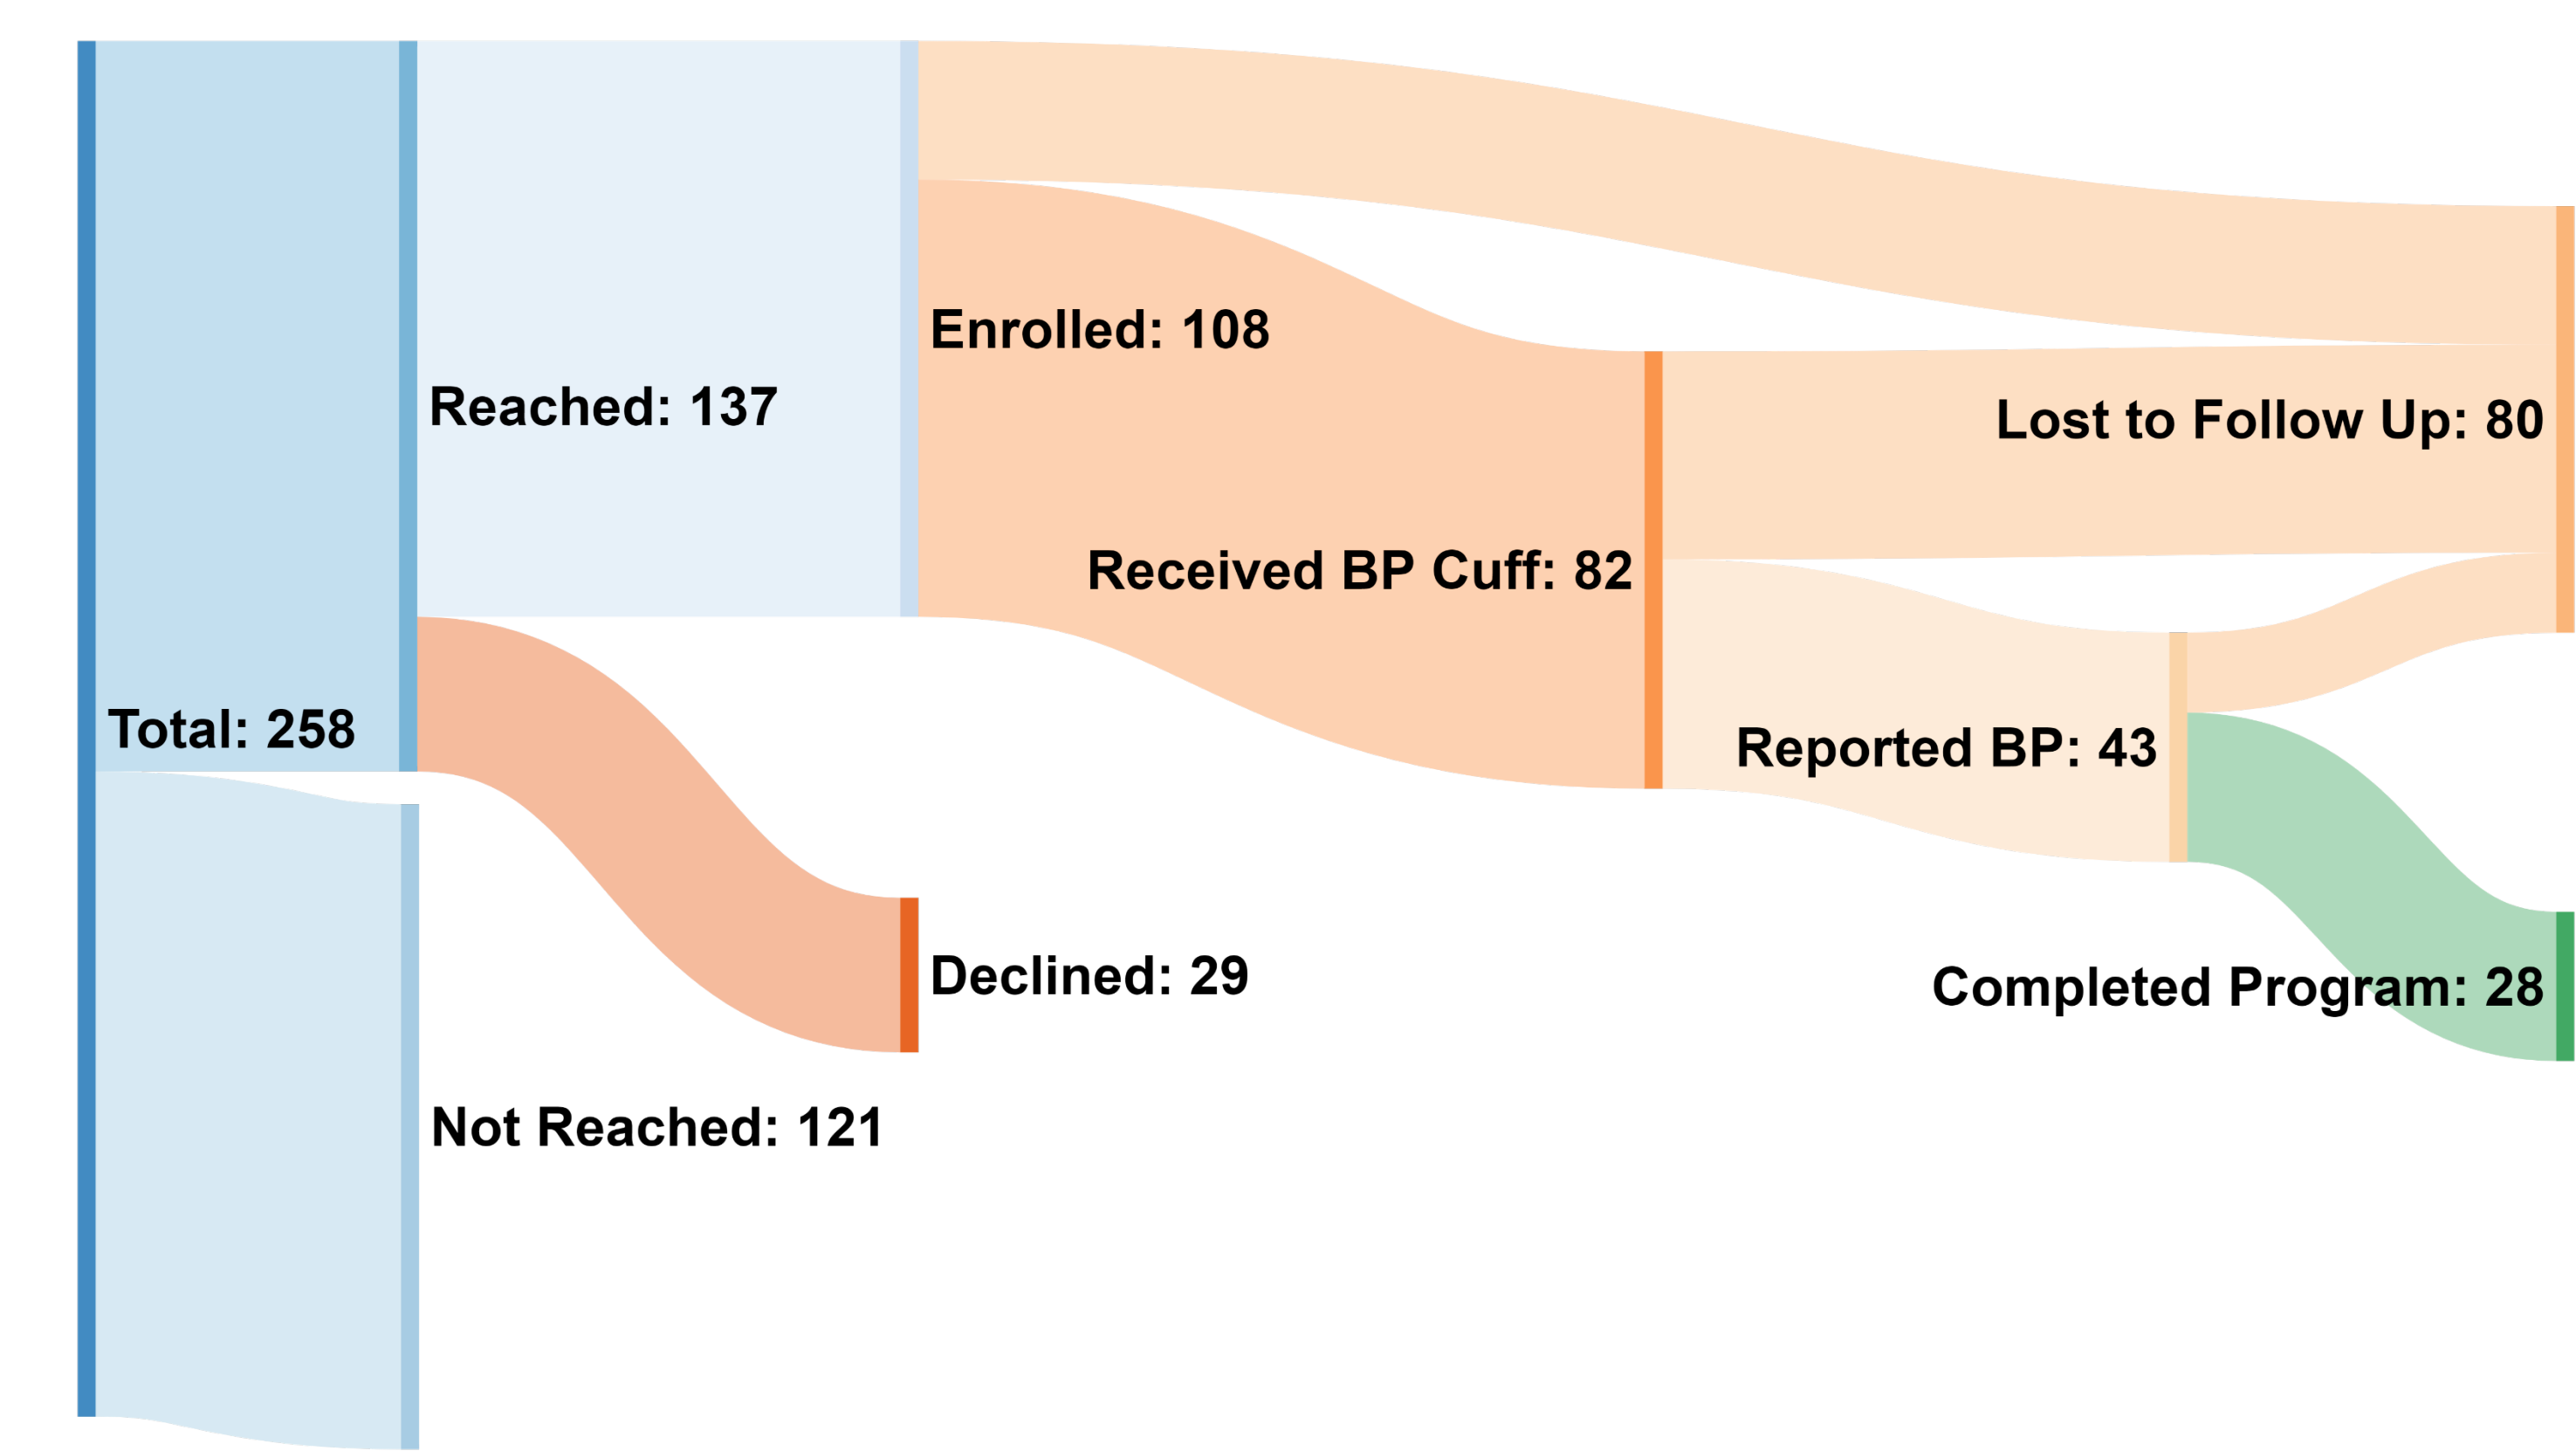 Total: 258
Reached: 137
Not Reached: 121
Enrolled: 108
Declined: 29
Received BP Cuff: 82
Reported BP: 43
Lost to Follow Up: 80
Completed Program: 28